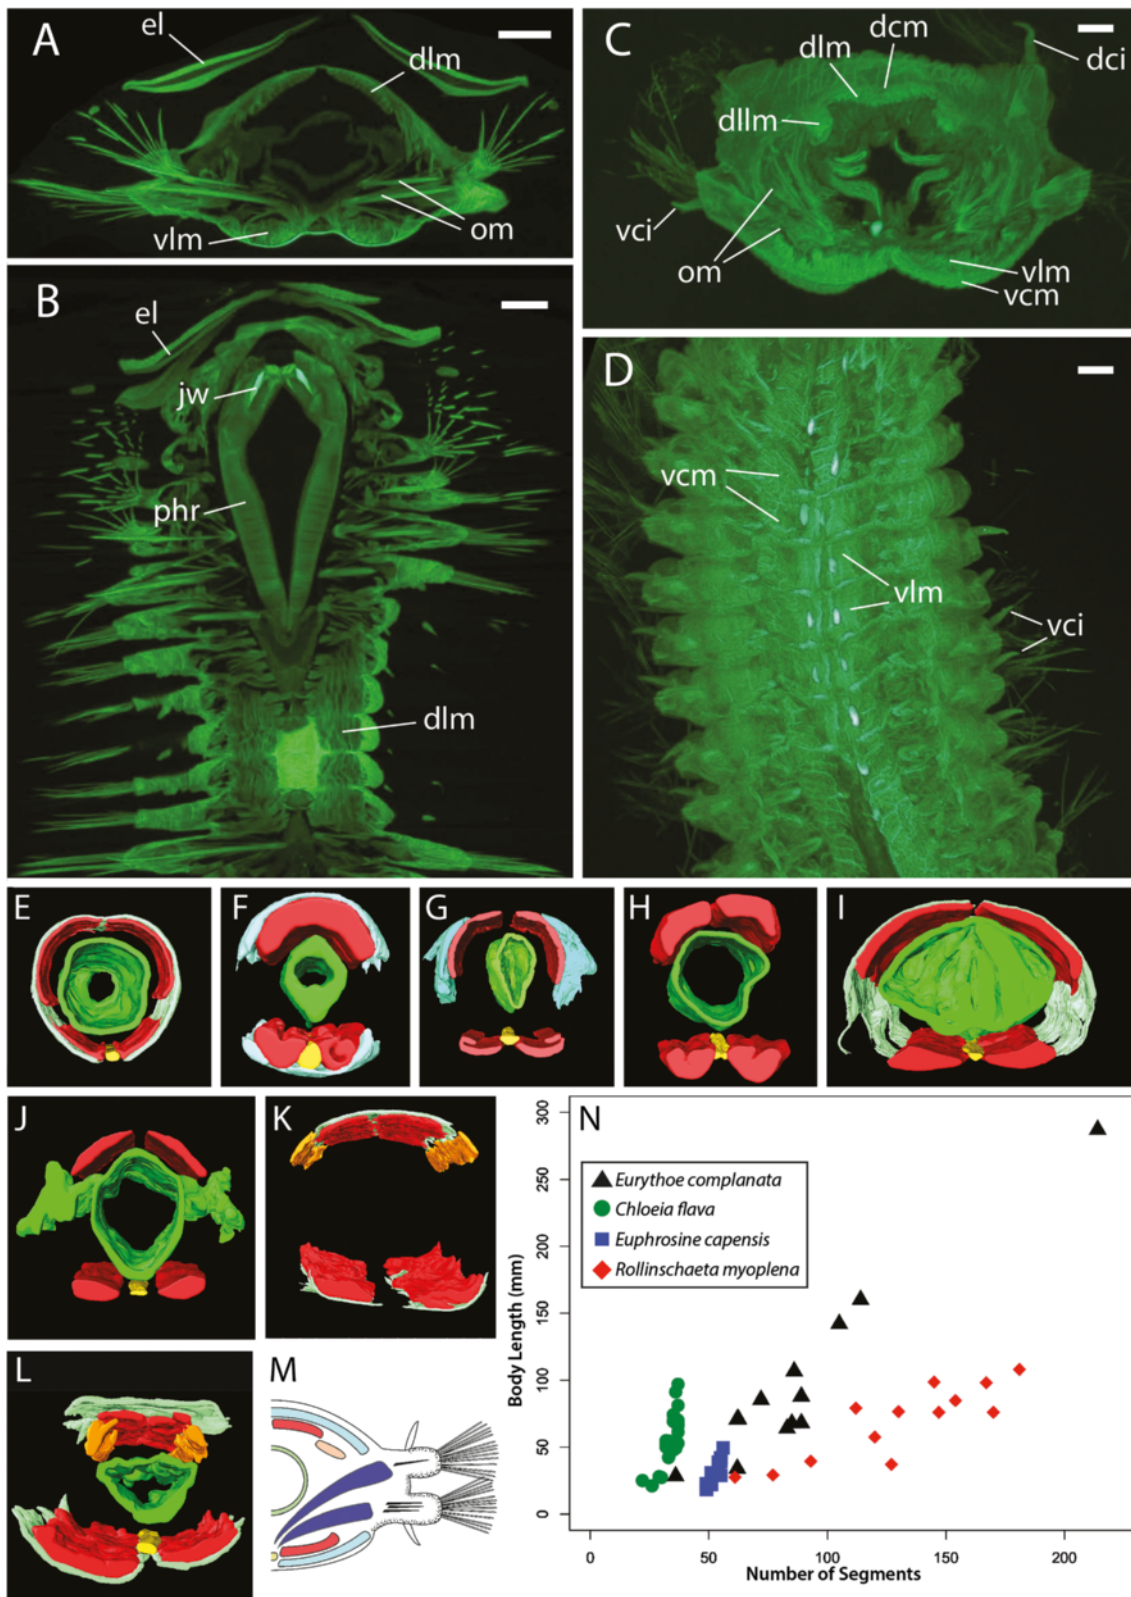 A
el
dlm
vlm
om
B
el
jw
phr
dlm
C
dcm
dlm
dci
dllm
vci
om
vlm
vcm
D
vcm
vlm
vci
E
F
G
H
I
J
K
L
M
N
300
250
200
150
100
50
0
Body Length (mm)
Eurythoe complanata
Chloeia flava
Euphrosine capensis
Rollinschaeta myoplena
0 50 100 150 200
Number of Segments